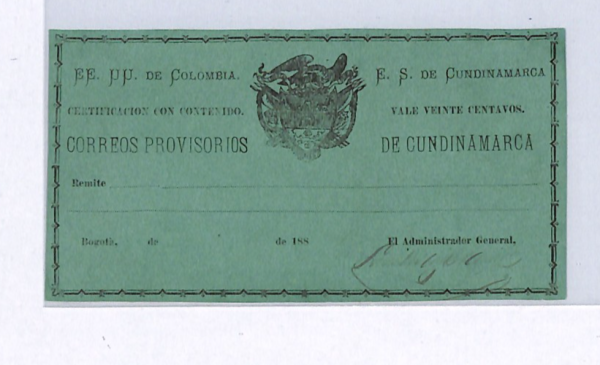 EE. UU. DE COLOMBIA.
E. S. DE CUNDINAMARCA
CERTIFICACION CON CONTENIDO.
VALE VEINTE CENTAVOS.
CORREOS PROVISORIOS
DE CUNDINAMARCA
Remite
Bogotá, de de 188
El Administrador General,